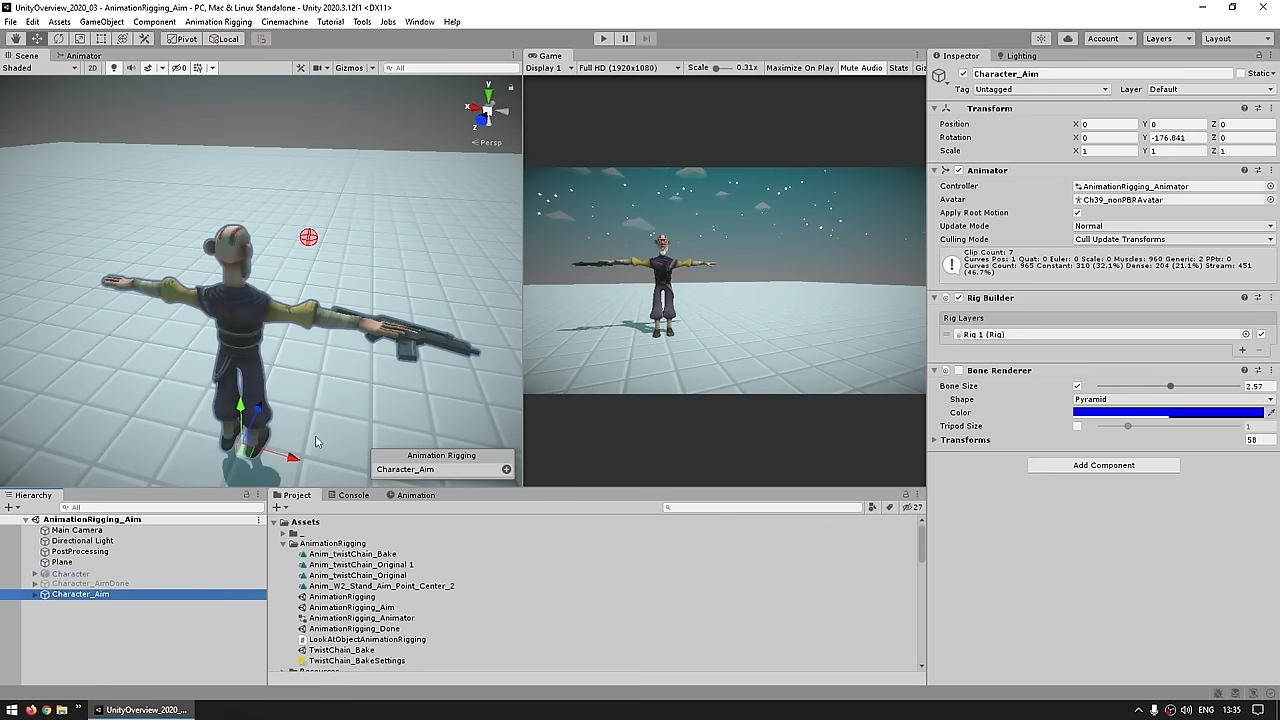 UnityOverview_2020_03 - AnimationRigging_Aim - PC, Mac & Linux Standalone - Unity 2020.3.12f1 <DX11>
File Edit Assets GameObject Component Animation Rigging Cinemachine Tutorial Tools Jobs Window Help
Pivot Local Account Layers Layout
Scene Animator
Shaded 2D 0 Gizmos All
y
x
z
Persp
Animation Rigging
Character_Aim
Game
Display 1 Full HD (1920x1080) Scale 0.31x Maximize On Play Mute Audio Stats
Inspector Lighting
Character_Aim Static
Tag Untagged Layer Default
Transform
Position X 0 Y 0 Z 0
Rotation X 0 Y -176.841 Z 0
Scale X 1 Y 1 Z 1
Animator
Controller AnimationRigging_Animator
Avatar Ch39_nonPBRAvatar
Apply Root Motion
Update Mode Normal
Culling Mode Cull Update Transforms
Clip Count: 7
Curves Pos: 1 Quat: 0 Euler: 0 Scale: 0 Muscles: 960 Generic: 2 PPtr: 0
Curves Count: 965 Constant: 310 (32.1%) Dense: 204 (21.1%) Stream: 451
(46.7%)
Rig Builder
Rig Layers
Rig 1 (Rig)
Bone Renderer
Bone Size 2.57
Shape Pyramid
Color
Tripod Size 1
Transforms 58
Add Component
Hierarchy
All
AnimationRigging_Aim
Main Camera
Directional Light
PostProcessing
Plane
Character
Character_AimDone
Character_Aim
Project Console Animation
27
Assets
_
AnimationRigging
Anim_twistChain_Bake
Anim_twistChain_Original 1
Anim_twistChain_Original
Anim_W2_Stand_Aim_Point_Center_2
AnimationRigging
AnimationRigging_Aim
AnimationRigging_Animator
AnimationRigging_Done
LookAtObjectAnimationRigging
TwistChain_Bake
TwistChain_BakeSettings
UnityOverview_2020_... ENG 13:35